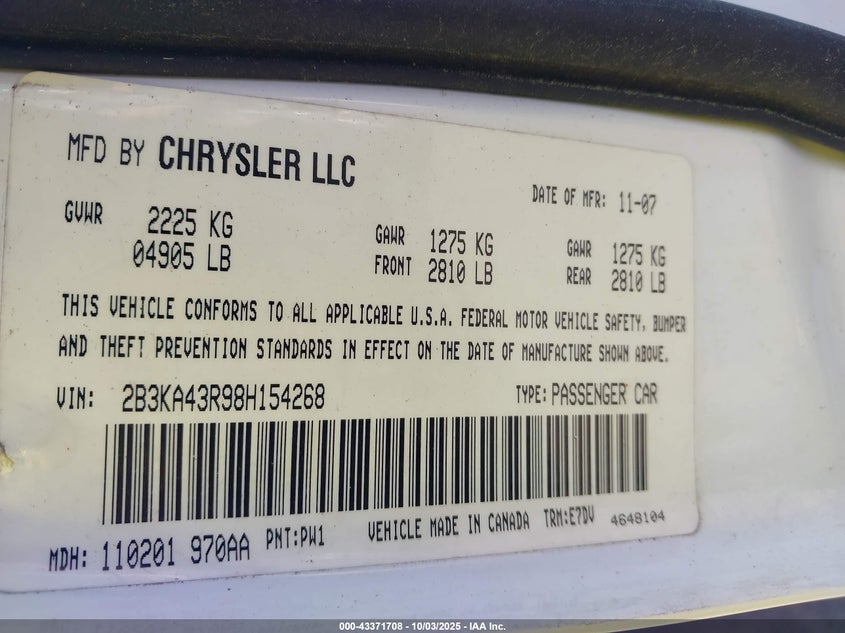 MFD BY CHRYSLER LLC
DATE OF MFR: 11-07
GVWR 2225 KG 04905 LB
GAWR FRONT 1275 KG 2810 LB
GAWR REAR 1275 KG 2810 LB
THIS VEHICLE CONFORMS TO ALL APPLICABLE U.S.A. FEDERAL MOTOR VEHICLE SAFETY, BUMPER
AND THEFT PREVENTION STANDARDS IN EFFECT ON THE DATE OF MANUFACTURE SHOWN ABOVE.
VIN: 2B3KA43R98H154268 TYPE: PASSENGER CAR
MDH: 110201 970AA PNT:PW1 VEHICLE MADE IN CANADA TRM:E7DV 4648104
000-43371708 - 10/03/2025 - IAA Inc.